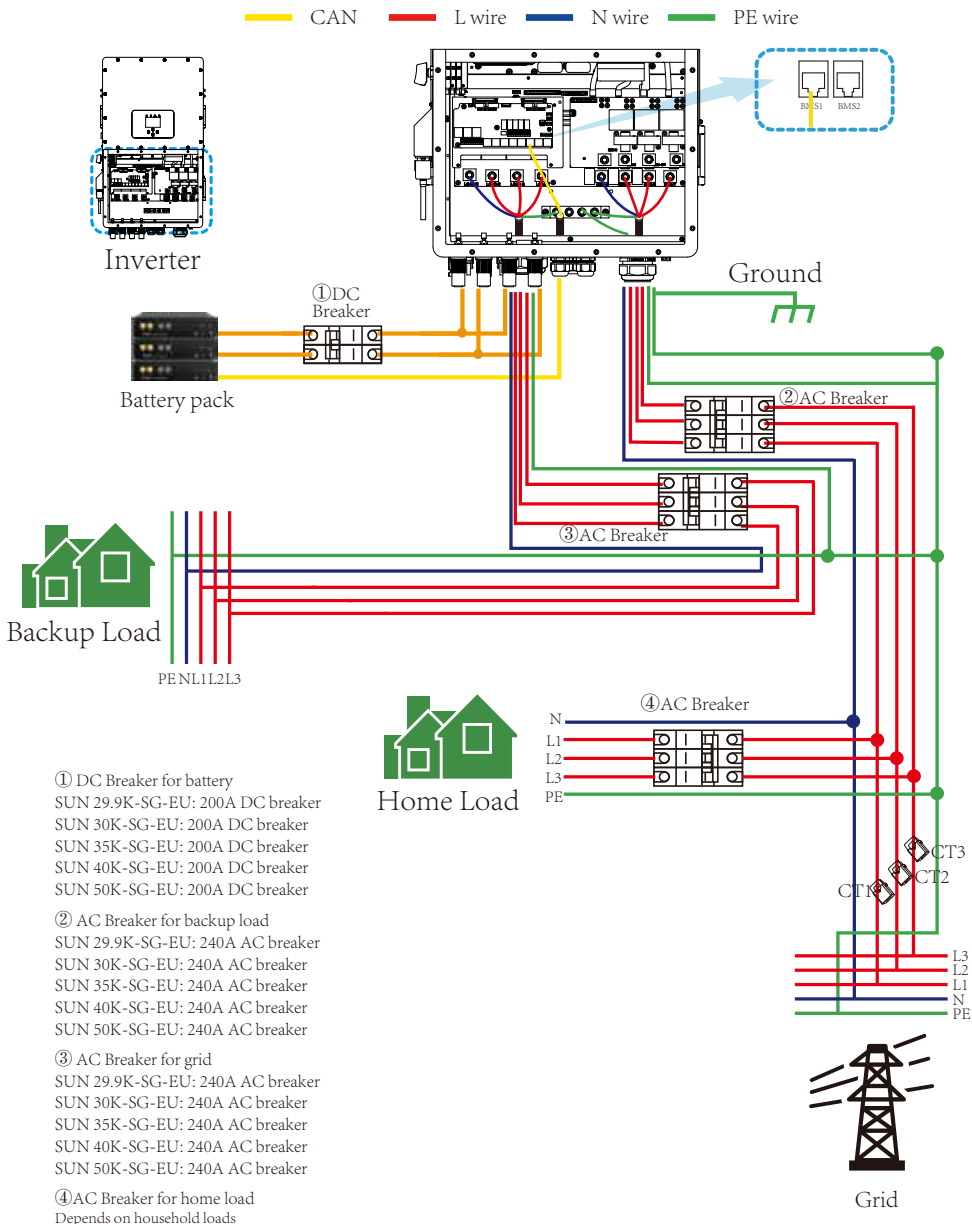 CAN L wire N wire PE wire
BMS1 BMS2
Inverter
Ground
①DC
Breaker
Battery pack
②AC Breaker
③AC Breaker
Backup Load
PE N L1 L2 L3
④AC Breaker
N
L1
L2
L3
PE
Home Load
① DC Breaker for battery
SUN 29.9K-SG-EU: 200A DC breaker
SUN 30K-SG-EU: 200A DC breaker
SUN 35K-SG-EU: 200A DC breaker
SUN 40K-SG-EU: 200A DC breaker
SUN 50K-SG-EU: 200A DC breaker
② AC Breaker for backup load
SUN 29.9K-SG-EU: 240A AC breaker
SUN 30K-SG-EU: 240A AC breaker
SUN 35K-SG-EU: 240A AC breaker
SUN 40K-SG-EU: 240A AC breaker
SUN 50K-SG-EU: 240A AC breaker
③ AC Breaker for grid
SUN 29.9K-SG-EU: 240A AC breaker
SUN 30K-SG-EU: 240A AC breaker
SUN 35K-SG-EU: 240A AC breaker
SUN 40K-SG-EU: 240A AC breaker
SUN 50K-SG-EU: 240A AC breaker
④AC Breaker for home load
Depends on household loads
CT3
CT2
CT1
L3
L2
L1
N
PE
Grid